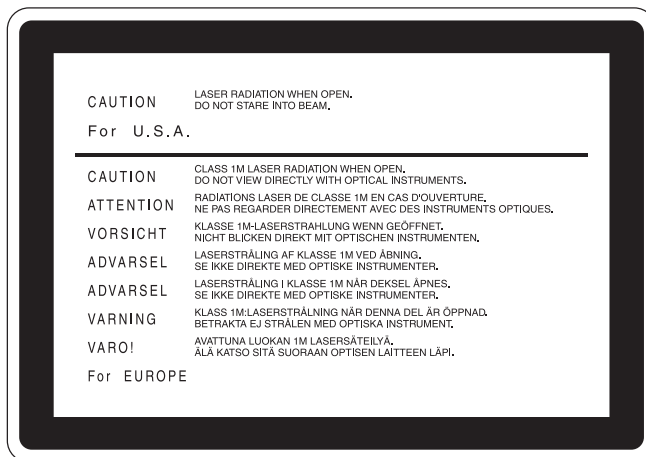 CAUTION LASER RADIATION WHEN OPEN.
DO NOT STARE INTO BEAM.
For U.S.A.
CAUTION CLASS 1M LASER RADIATION WHEN OPEN.
DO NOT VIEW DIRECTLY WITH OPTICAL INSTRUMENTS.
ATTENTION RADIATIONS LASER DE CLASSE 1M EN CAS D'OUVERTURE.
NE PAS REGARDER DIRECTEMENT AVEC DES INSTRUMENTS OPTIQUES.
VORSICHT KLASSE 1M-LASERSTRAHLUNG WENN GEÖFFNET.
NICHT BLICKEN DIREKT MIT OPTISCHEN INSTRUMENTEN.
ADVARSEL LASERSTRÅLING AF KLASSE 1M VED ÅBNING.
SE IKKE DIREKTE MED OPTISKE INSTRUMENTER.
ADVARSEL LASERSTRÅLING I KLASSE 1M NÅR DEKSEL ÅPNES.
SE IKKE DIREKTE MED OPTISKE INSTRUMENTER.
VARNING KLASS 1M:LASERSTRÅLNING NÄR DENNA DEL ÄR ÖPPNAD.
BETRAKTA EJ STRÅLEN MED OPTISKA INSTRUMENT.
VARO! AVATTUNA LUOKAN 1M LASERSÄTEILYÄ.
ÄLÄ KATSO SITÄ SUORAAN OPTISEN LAITTEEN LÄPI.
For EUROPE